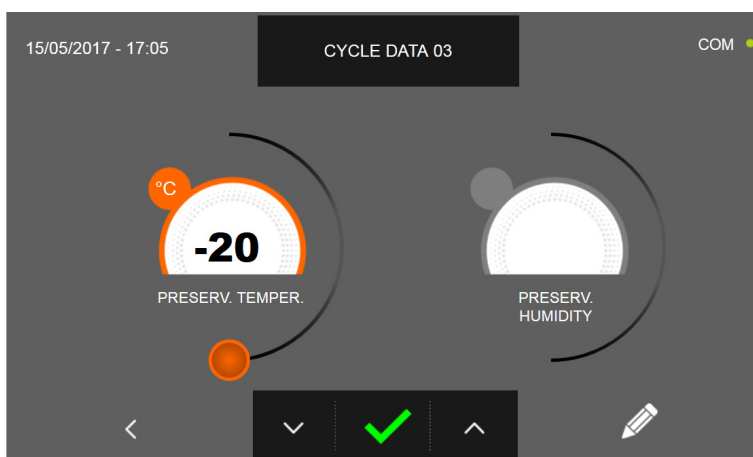 15/05/2017 - 17:05
CYCLE DATA 03
COM
°C
-20
PRESERV. TEMPER.
PRESERV.
HUMIDITY